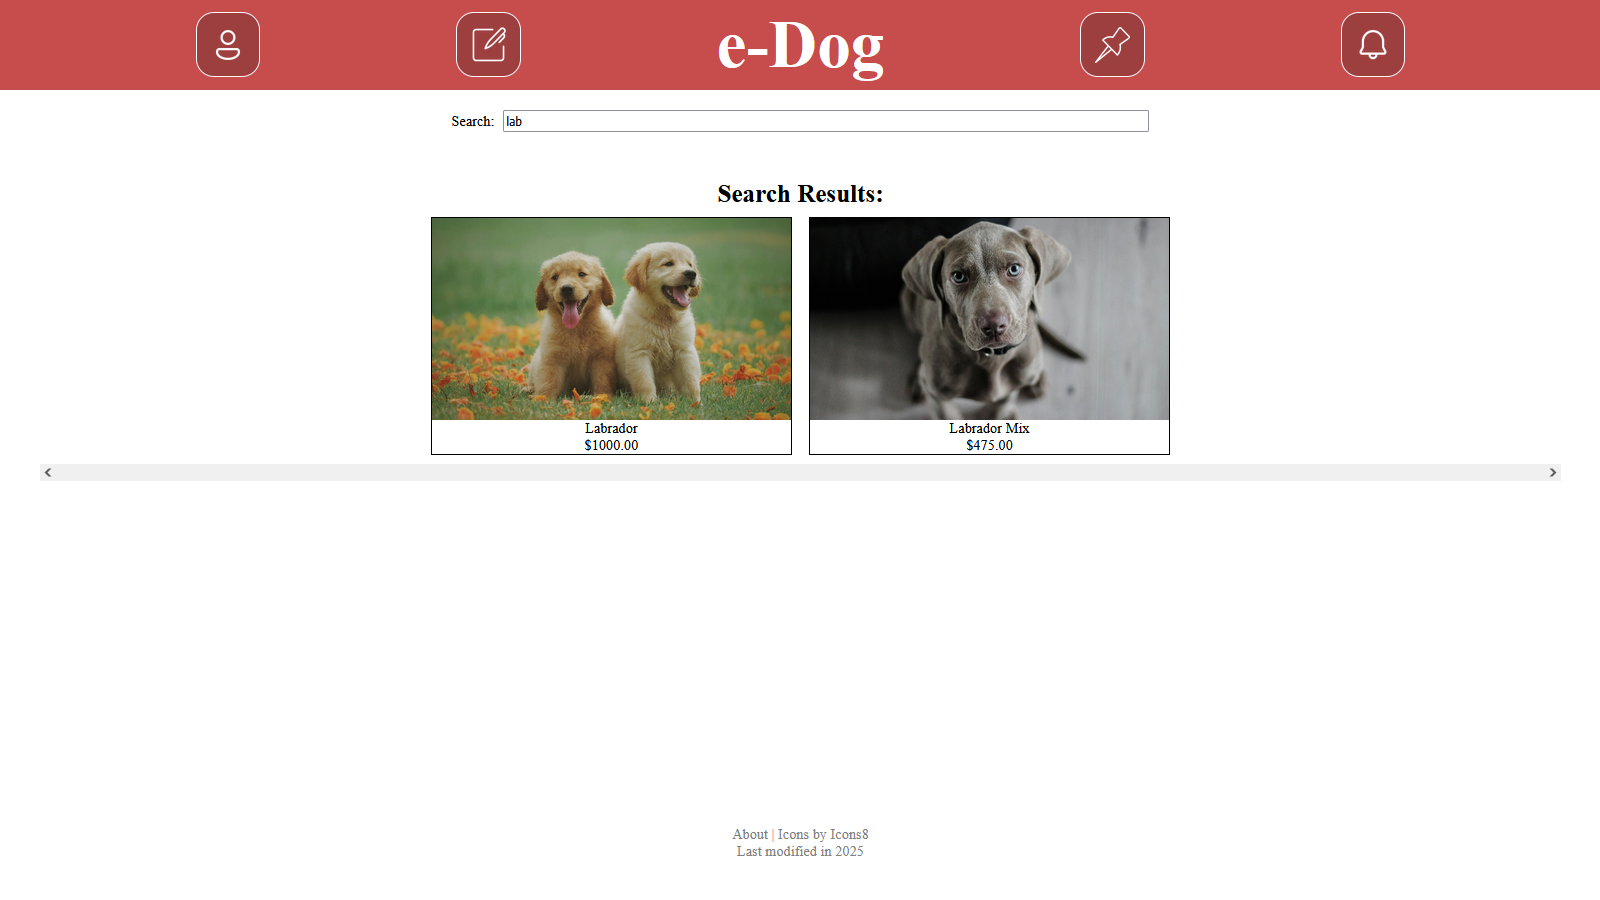 e-Dog
Search: lab
Search Results:
Labrador
$1000.00
Labrador Mix
$475.00
About | Icons by Icons8
Last modified in 2025